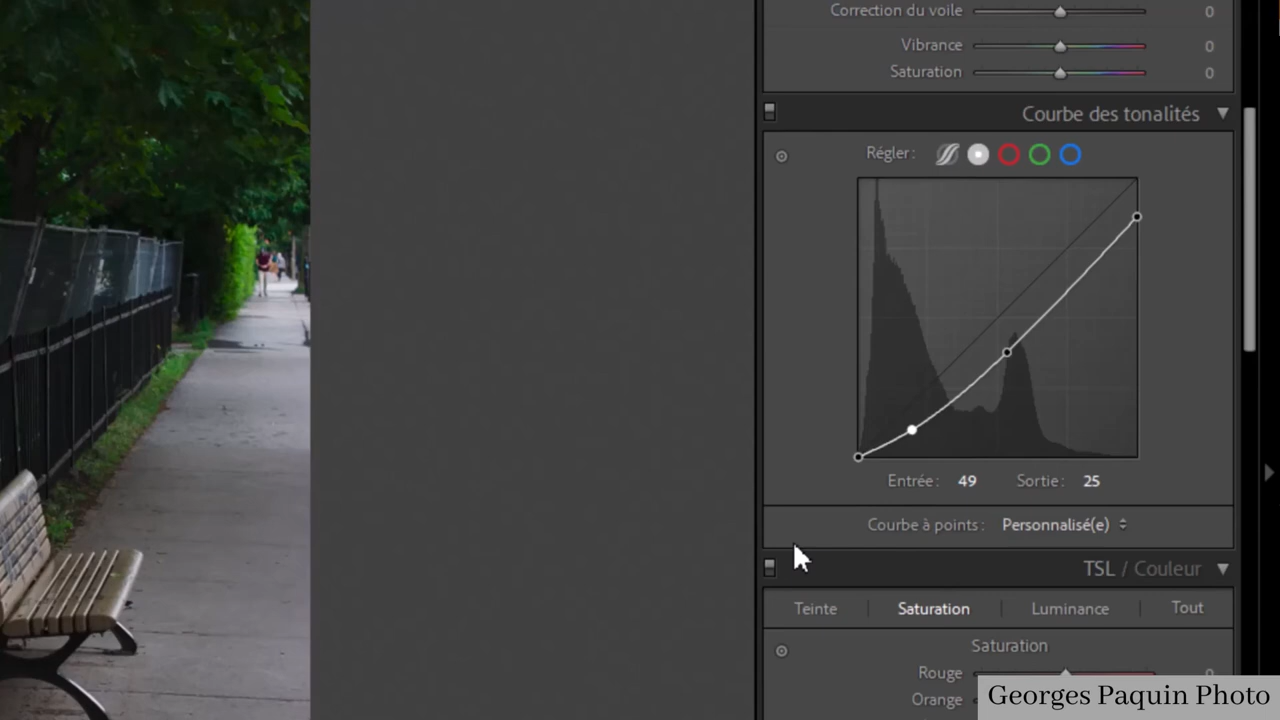 Correction du voile 0
Vibrance 0
Saturation 0
Courbe des tonalités
Régler :
Entrée : 49 Sortie : 25
Courbe à points : Personnalisé(e)
TSL / Couleur
Teinte Saturation Luminance Tout
Saturation
Rouge 0
Orange
Georges Paquin Photo